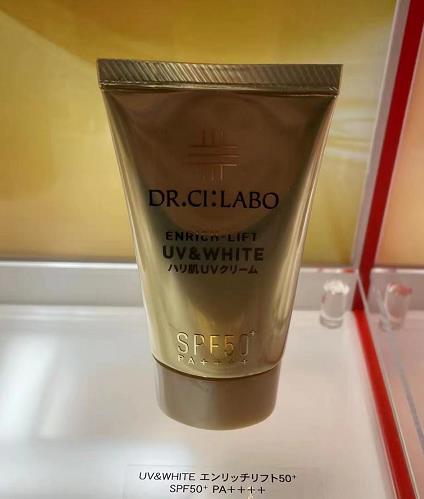 DR.CI:LABO
ENRICH-LIFT
UV&WHITE
ハリ肌UVクリーム
SPF50+
PA++++
UV&WHITE エンリッチリフト50+
SPF50+ PA++++